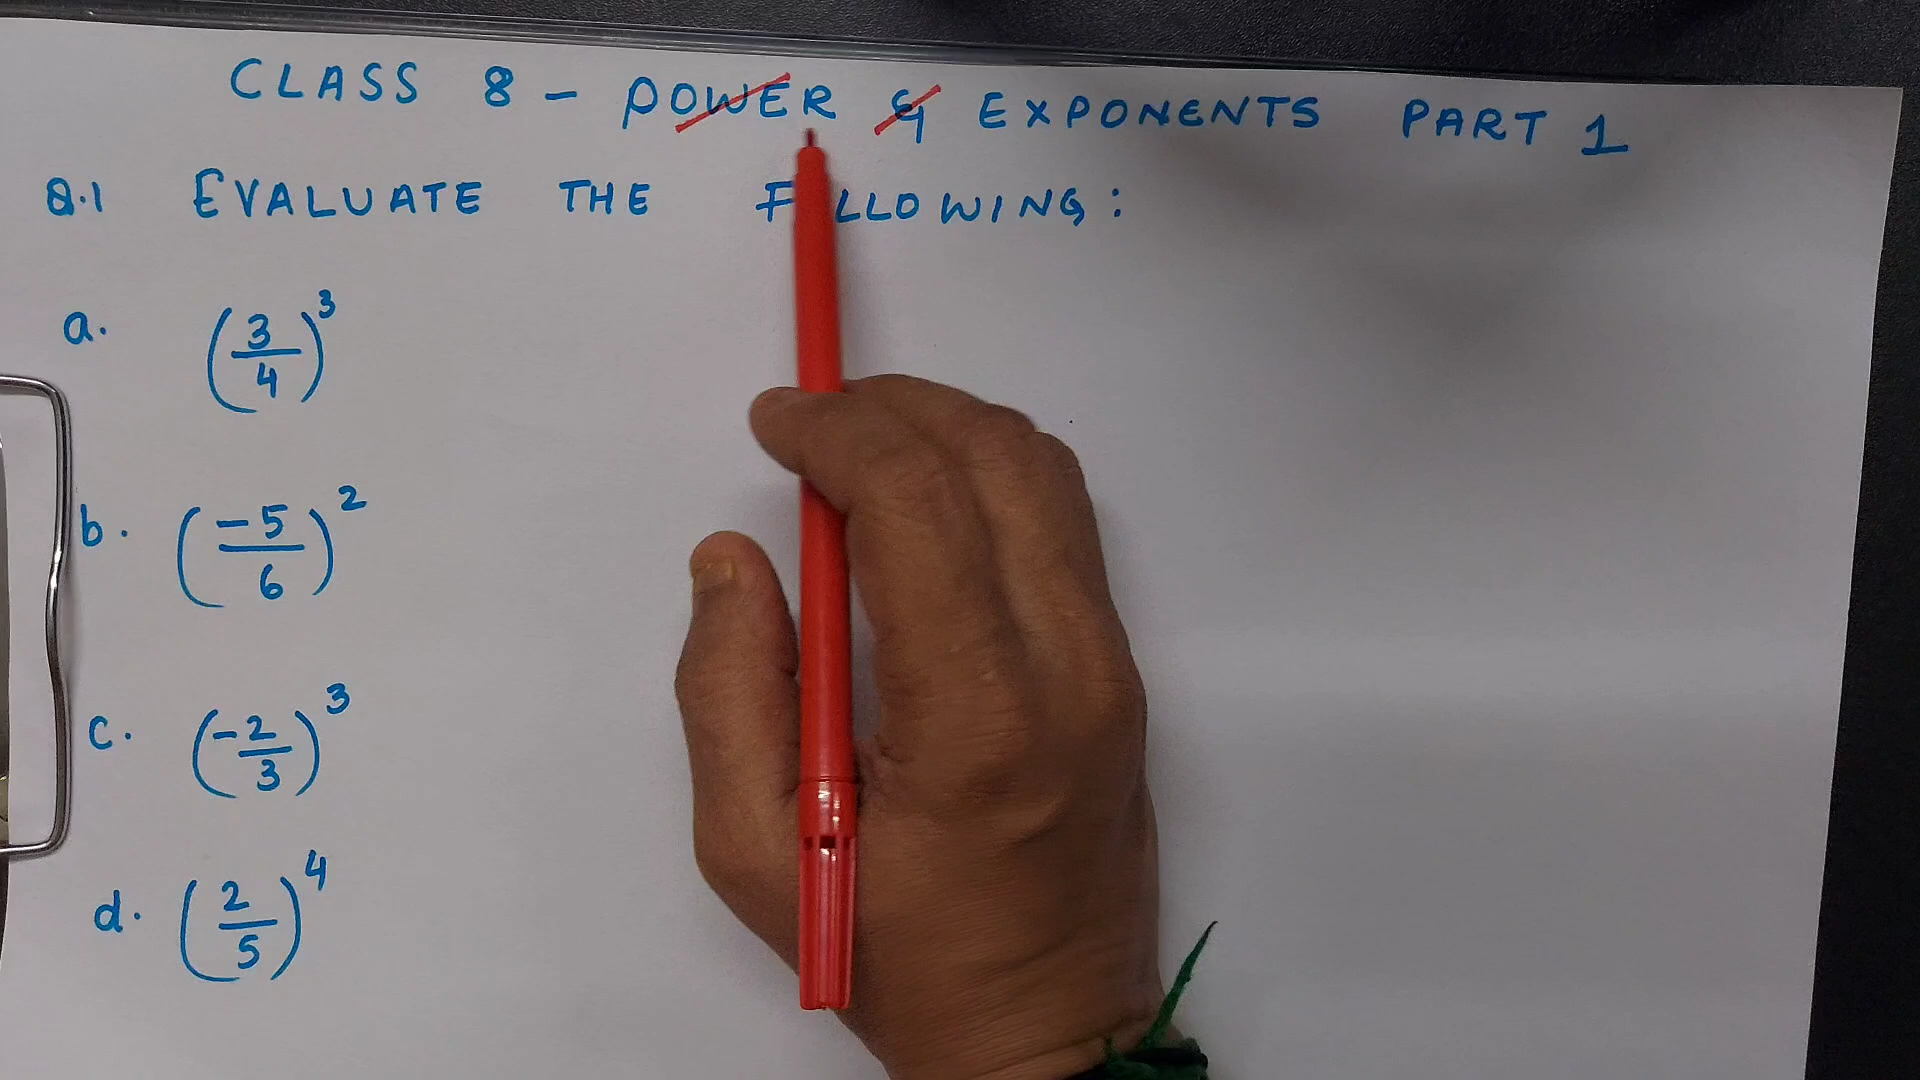 CLASS 8 - POWER & EXPONENTS PART 1
Q.1 EVALUATE THE FOLLOWING:
a. (3/4)³
b. (-5/6)²
c. (-2/3)³
d. (2/5)⁴